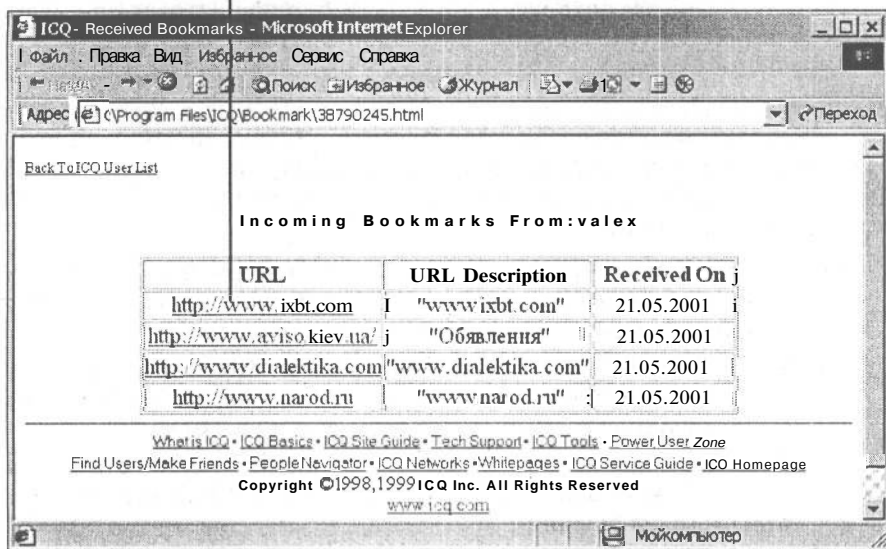 ICQ - Received Bookmarks - Microsoft Internet Explorer
Файл Правка Вид Избранное Сервис Справка
Поиск Избранное Журнал
Адрес C:\Program Files\ICQ\Bookmark\38790245.html Переход
Back To ICQ User List
Incoming Bookmarks From:valex
URL URL Description Received On
http://www.ixbt.com "www.ixbt.com" 21.05.2001
http://www.aviso.kiev.ua/ "Обявления" 21.05.2001
http://www.dialektika.com "www.dialektika.com" 21.05.2001
http://www.narod.ru "www.narod.ru" 21.05.2001
What is ICQ • ICQ Basics • ICQ Site Guide • Tech Support • ICQ Tools • Power User Zone
Find Users/Make Friends • People Navigator • ICQ Networks • Whitepages • ICQ Service Guide • ICQ Homepage
Copyright ©1998,1999 ICQ Inc. All Rights Reserved
www.icq.com
Мой компьютер